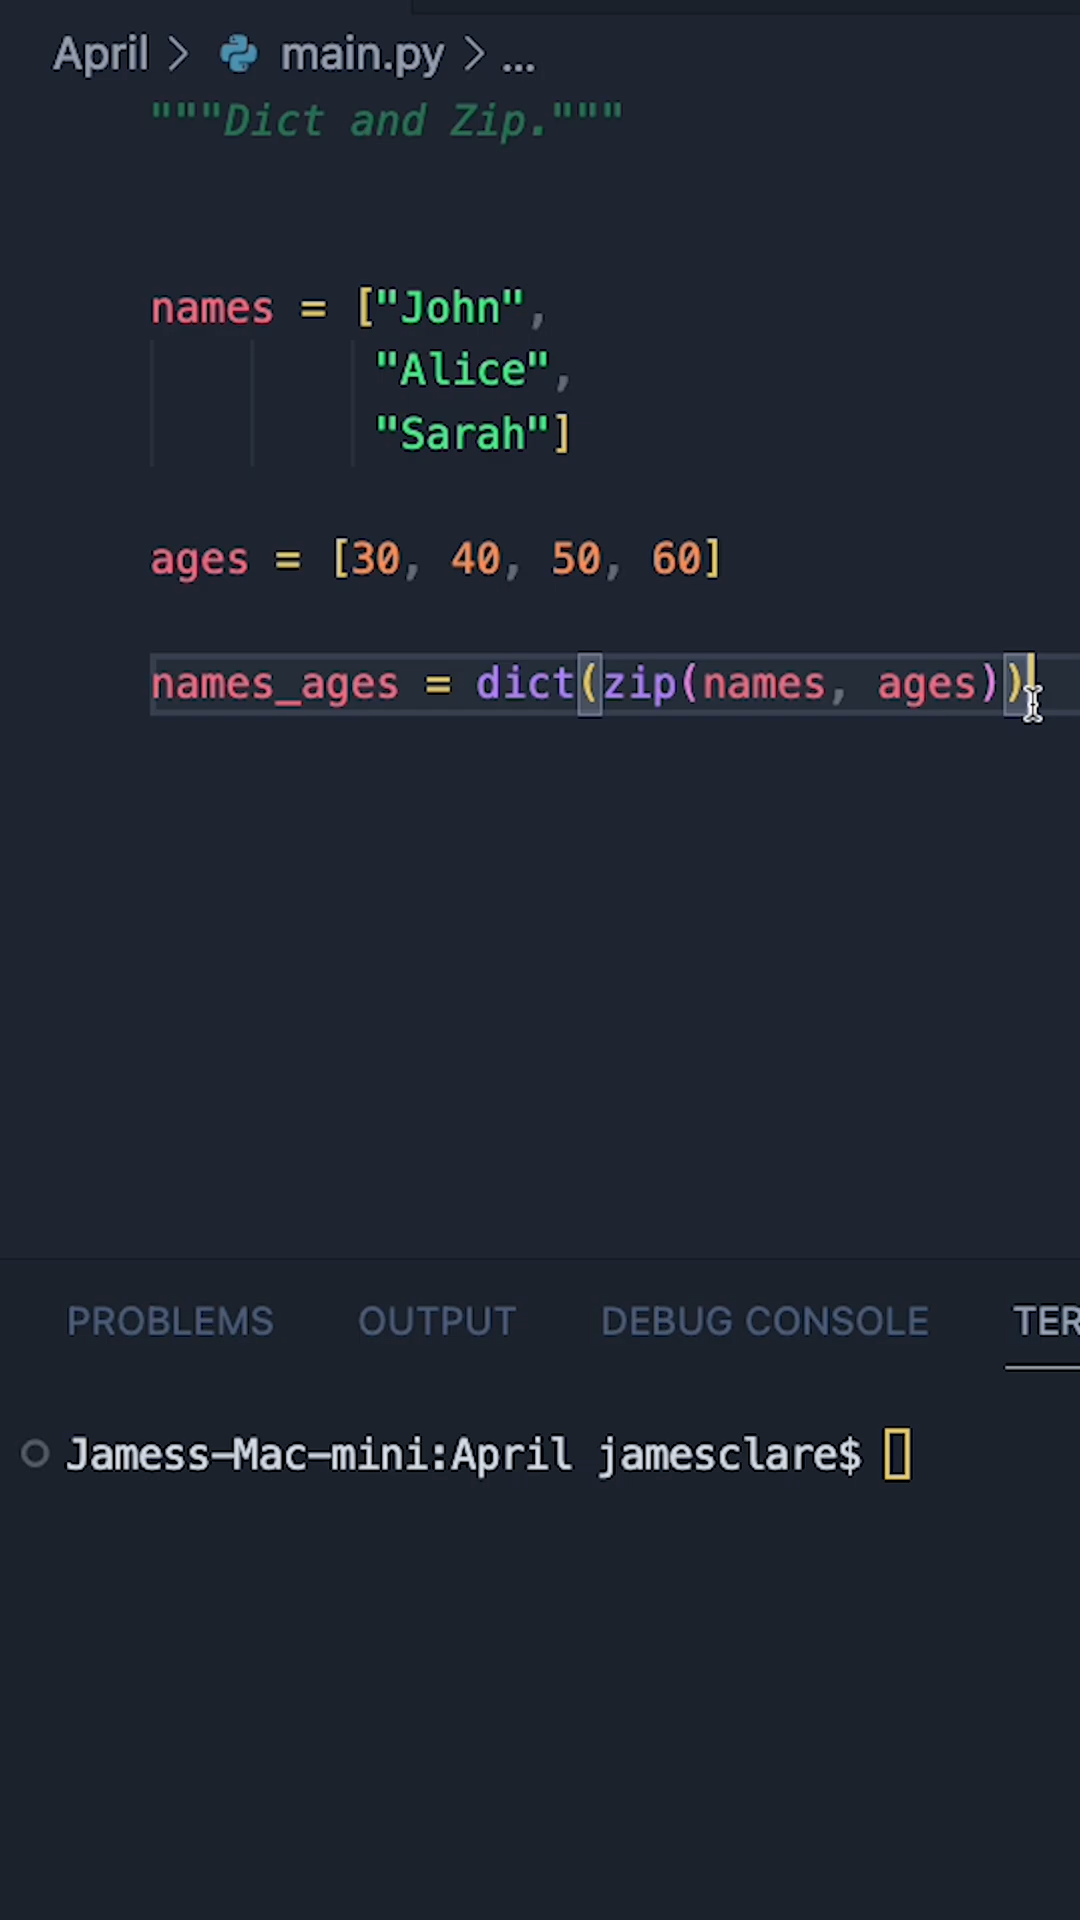 April > main.py > ...
"""Dict and Zip."""
names = ["John",
"Alice",
"Sarah"]
ages = [30, 40, 50, 60]
names_ages = dict(zip(names, ages))
PROBLEMS OUTPUT DEBUG CONSOLE TER
Jamess-Mac-mini:April jamesclare$